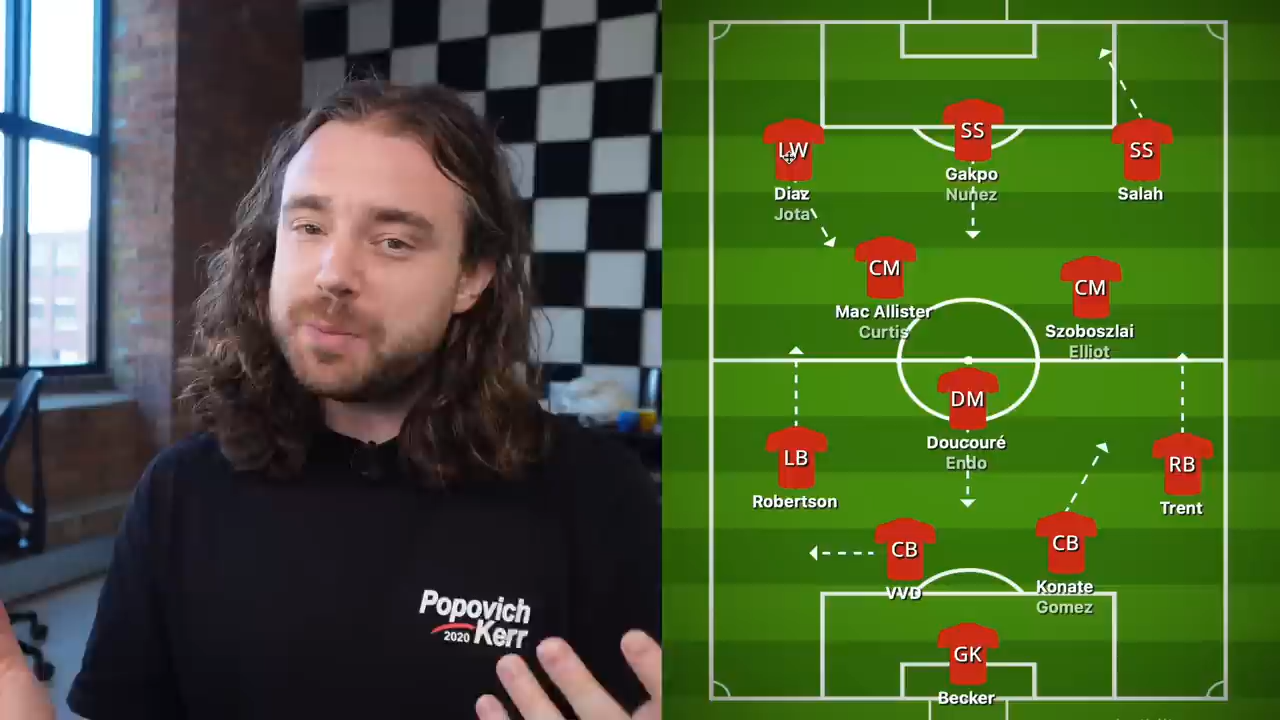 Popovich
2020 Kerr
LW
Diaz
Jota
SS
Gakpo
Nunez
SS
Salah
CM
Mac Allister
Curtis
CM
Szoboszlai
Elliot
DM
Doucouré
Endo
LB
Robertson
RB
Trent
CB
VVD
CB
Konate
Gomez
GK
Becker